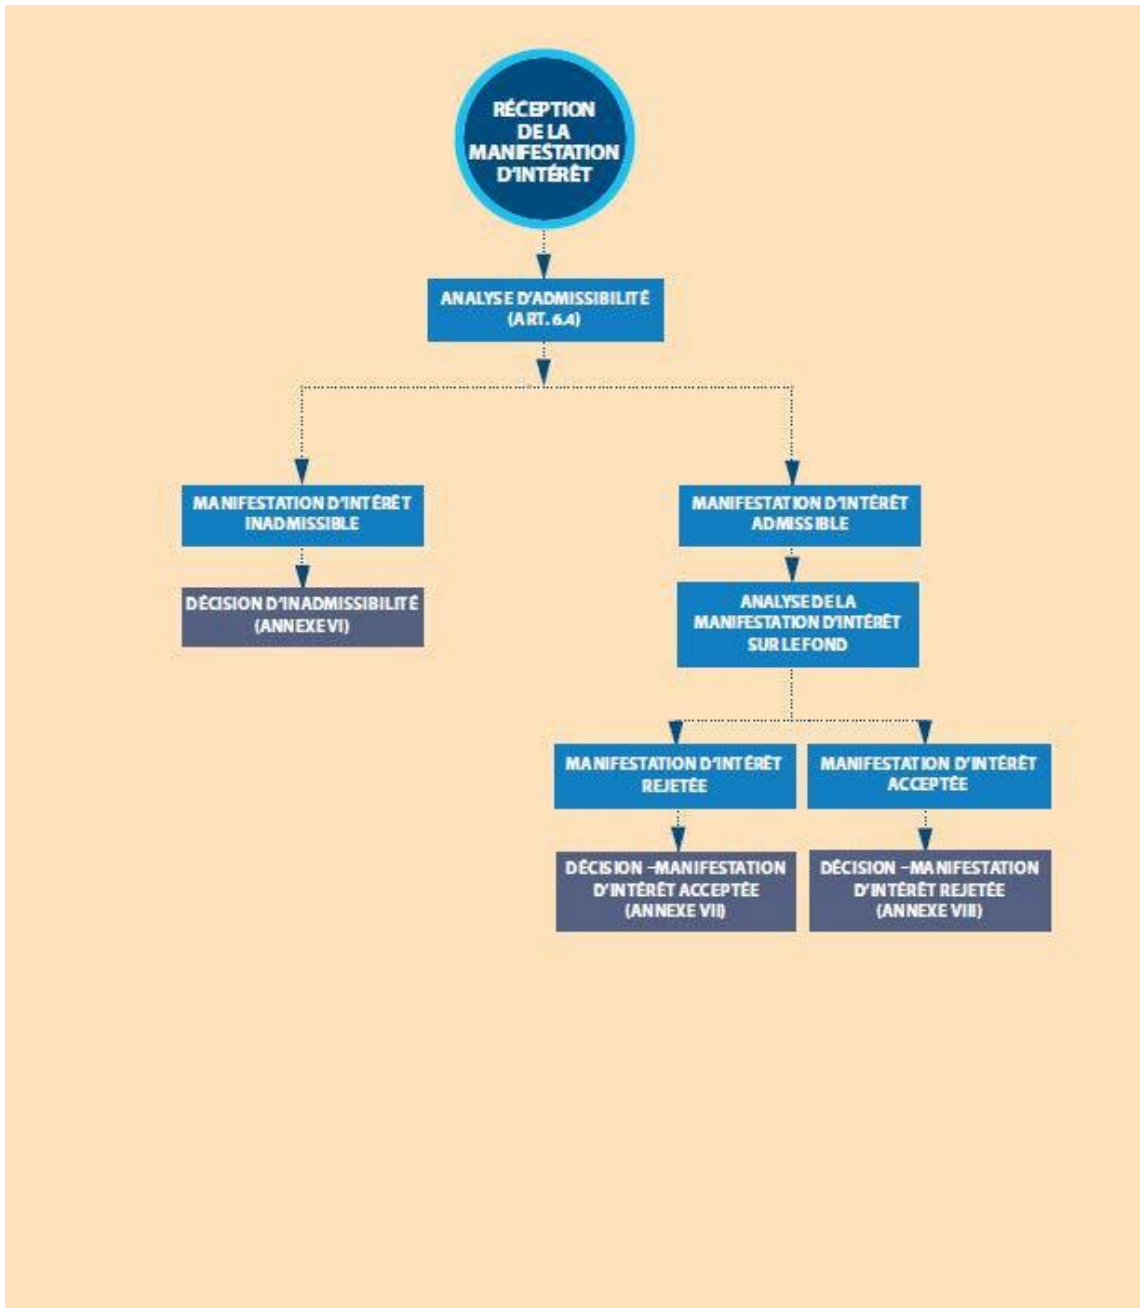 RÉCEPTION
DE LA
MANIFESTATION
D'INTÉRÊT
ANALYSE D'ADMISSIBILITÉ
(ART. 6.4)
MANIFESTATION D'INTÉRÊT
INADMISSIBLE
MANIFESTATION D'INTÉRÊT
ADMISSIBLE
DÉCISION D'INADMISSIBILITÉ
(ANNEXE VI)
ANALYSE DE LA
MANIFESTATION D'INTÉRÊT
SUR LE FOND
MANIFESTATION D'INTÉRÊT
REJETÉE
MANIFESTATION D'INTÉRÊT
ACCEPTÉE
DÉCISION –MANIFESTATION
D'INTÉRÊT ACCEPTÉE
(ANNEXE VII)
DÉCISION –MANIFESTATION
D'INTÉRÊT REJETÉE
(ANNEXE VIII)